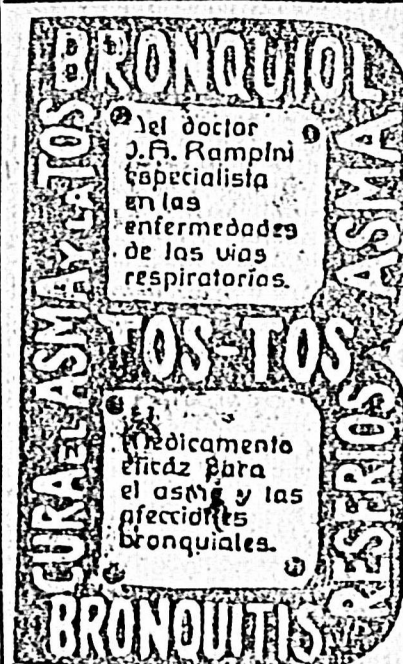 BRONQUIOL
CURA EL ASMA Y LA TOS
Del doctor
J.A. Rampini
Especialista
en las
enfermedades
de las vias
respiratorias.
ASMA
TOS-TOS
RESFRIOS
Medicamento
eficáz para
el asma y las
afecciones
bronquiales.
BRONQUITIS